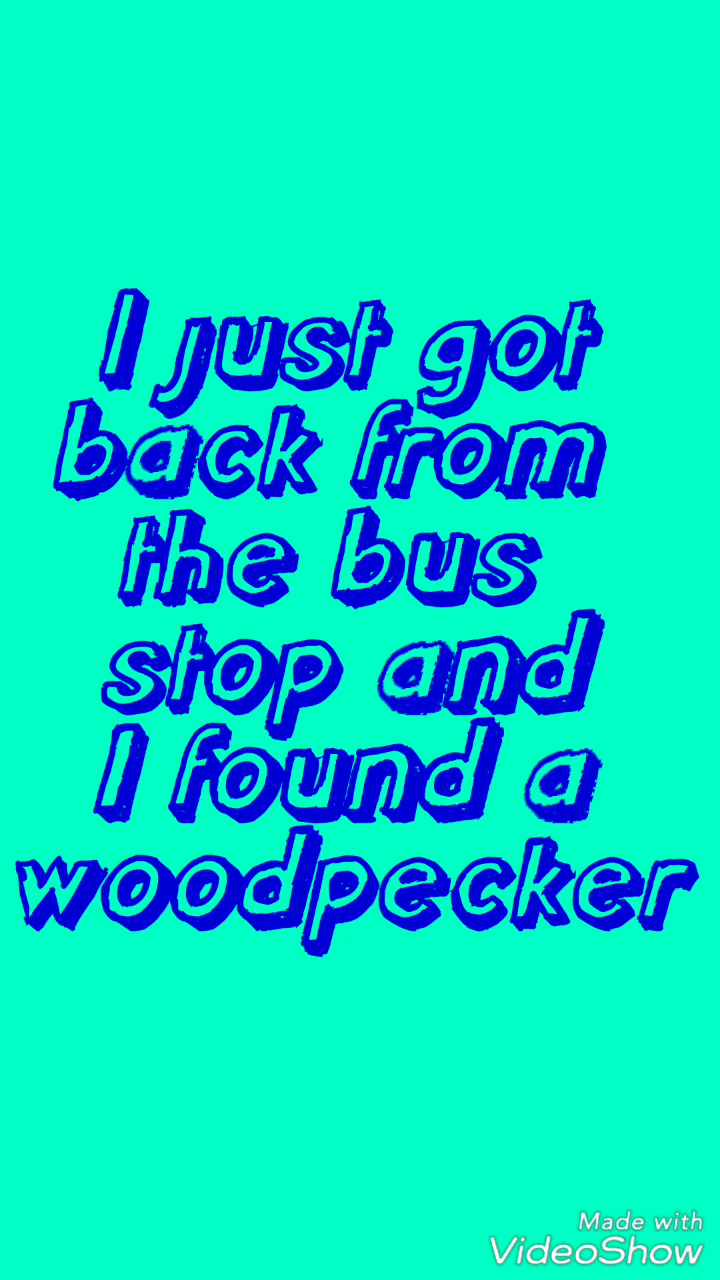 I just got
back from
the bus
stop and
I found a
woodpecker
Made with
VideoShow